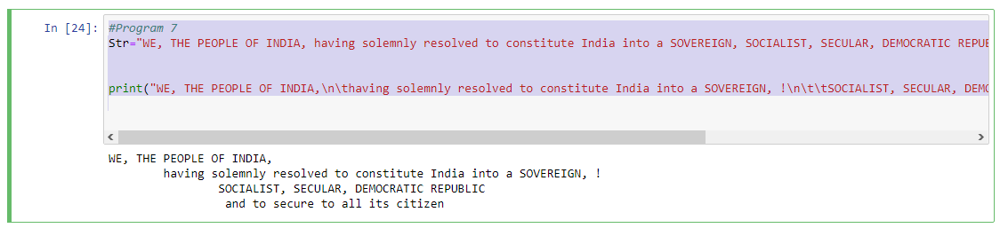 In [24]: #Program 7
Str="WE, THE PEOPLE OF INDIA, having solemnly resolved to constitute India into a SOVEREIGN, SOCIALIST, SECULAR, DEMOCRATIC REPUB
print("WE, THE PEOPLE OF INDIA,\n\thaving solemnly resolved to constitute India into a SOVEREIGN, !\n\t\tSOCIALIST, SECULAR, DEMO
WE, THE PEOPLE OF INDIA,
having solemnly resolved to constitute India into a SOVEREIGN, !
SOCIALIST, SECULAR, DEMOCRATIC REPUBLIC
and to secure to all its citizen